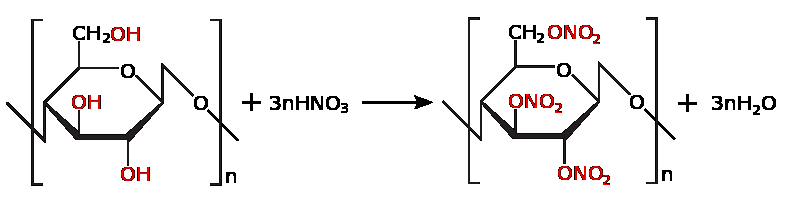 CH₂OH CH₂ONO₂
O O
OH O + 3nHNO₃ ONO₂ O + 3nH₂O
OH n ONO₂ n